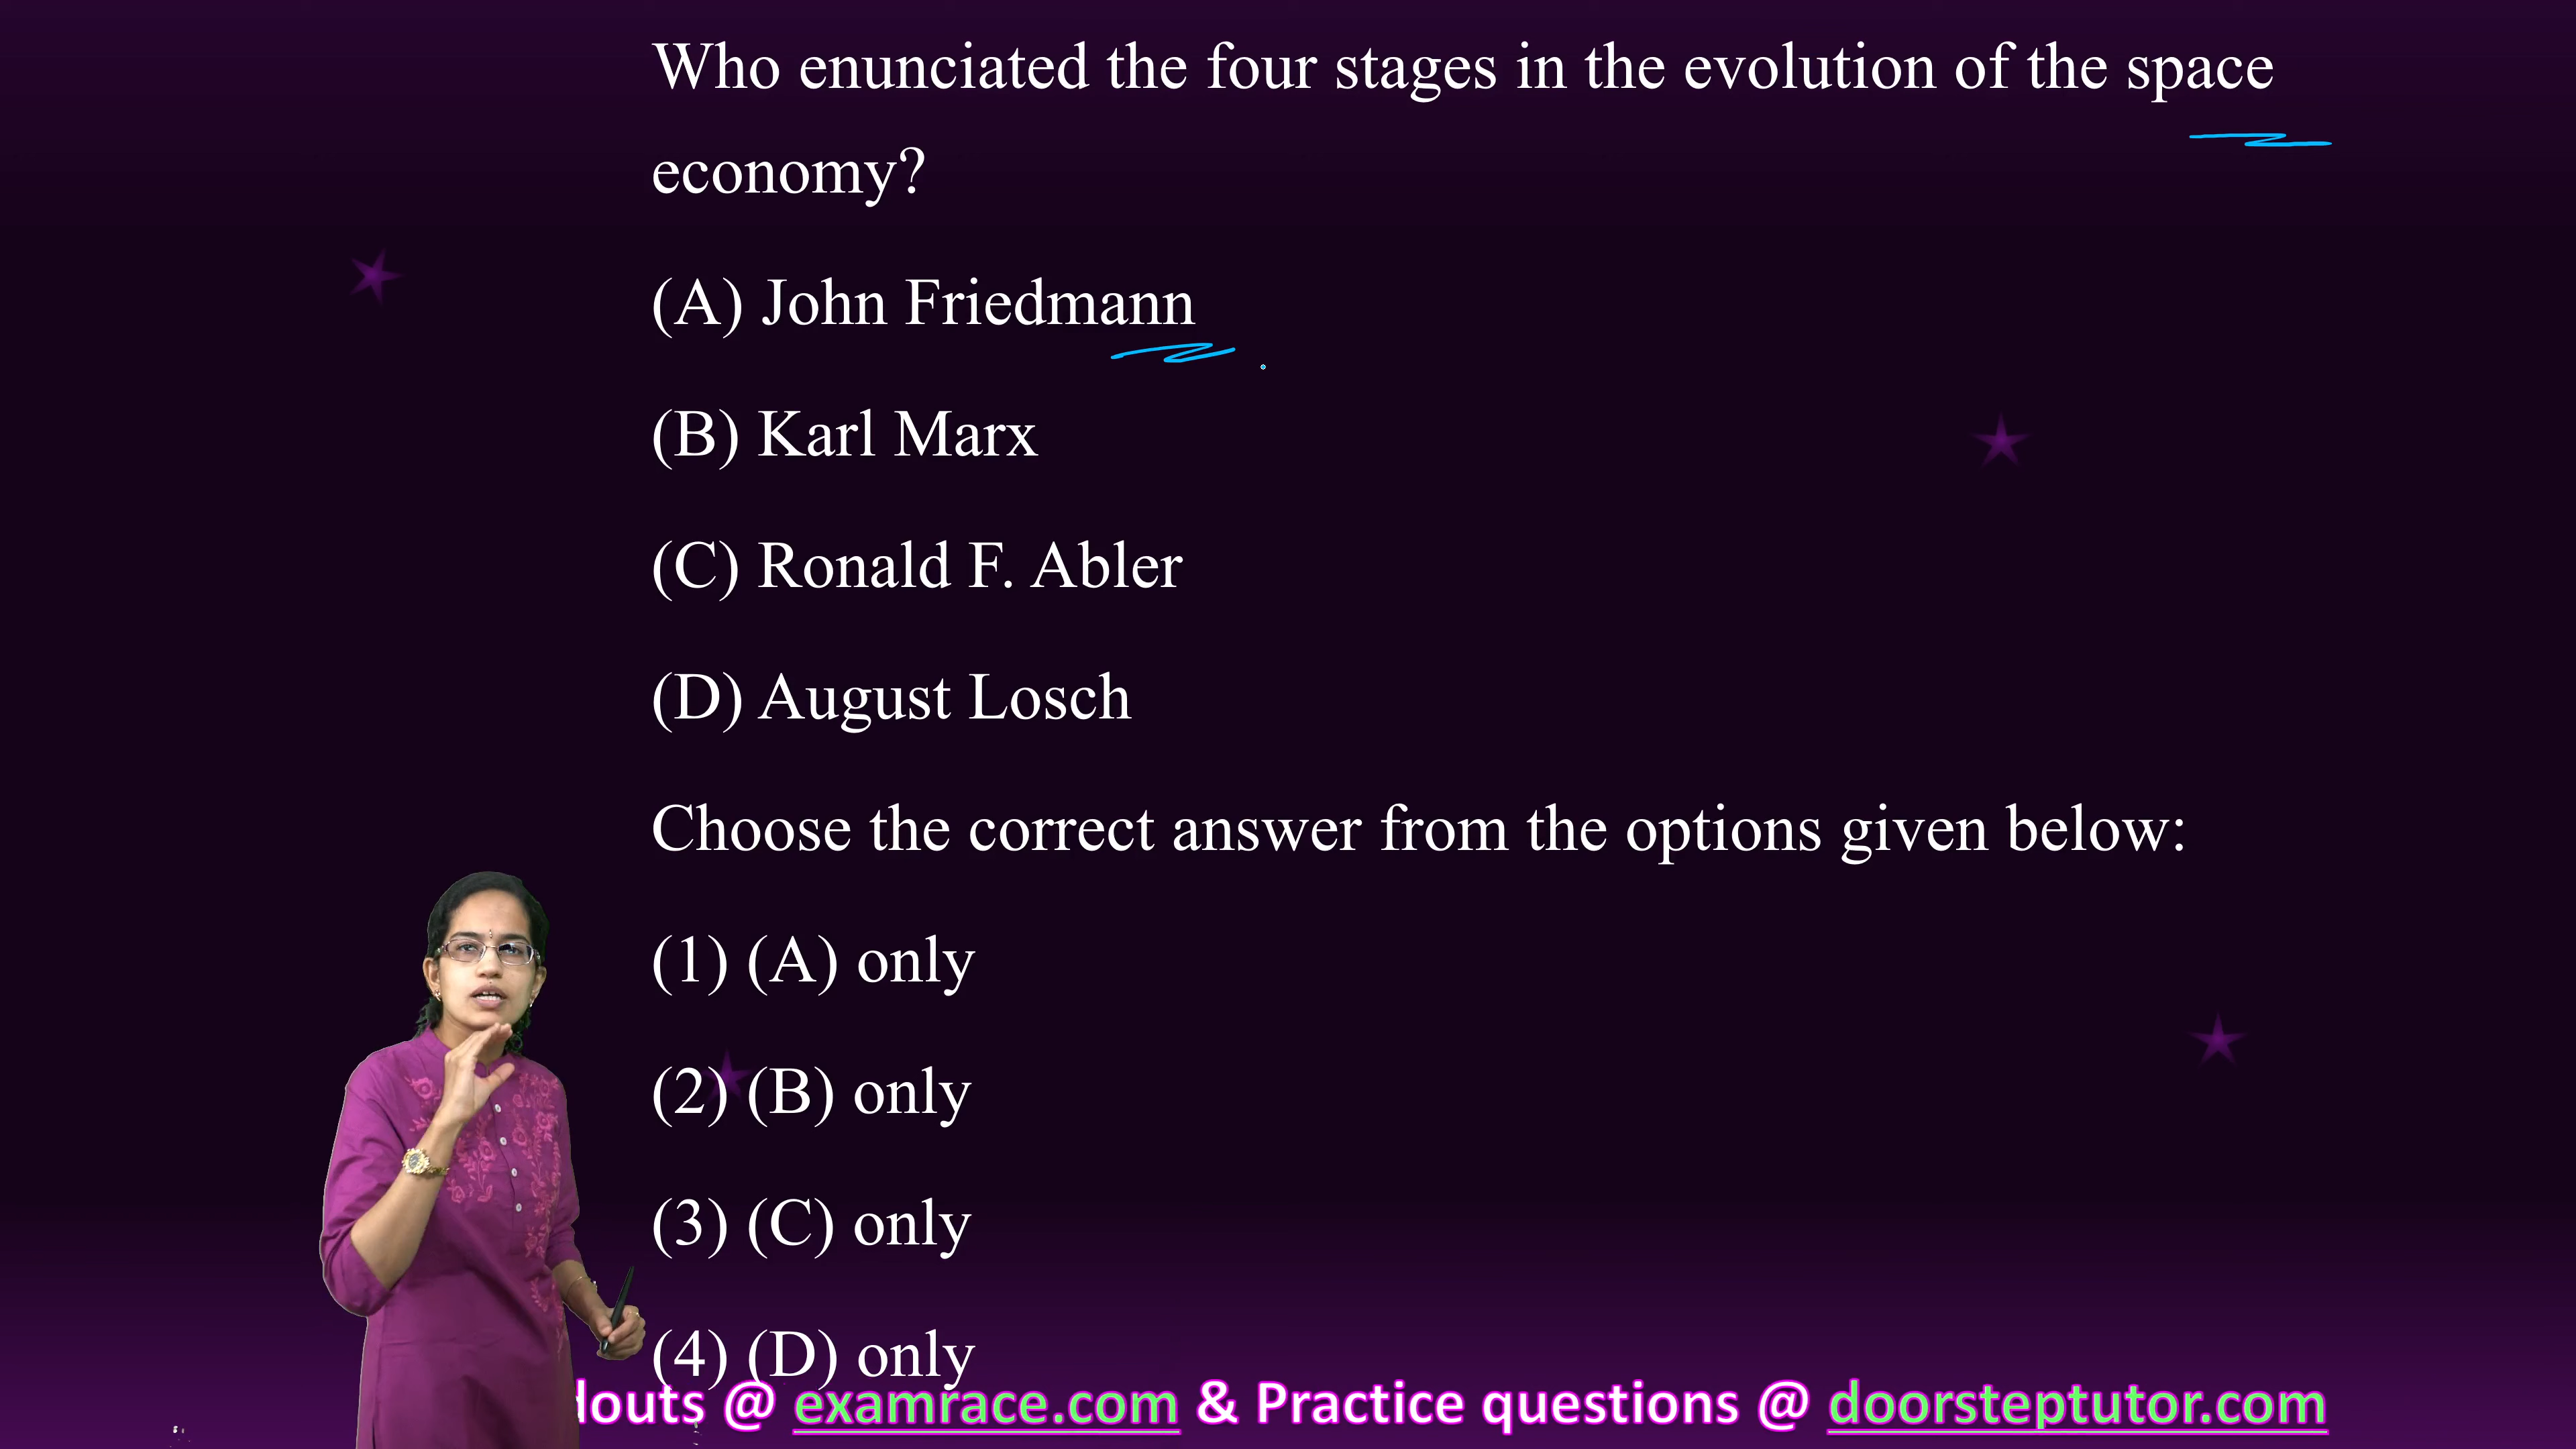 Who enunciated the four stages in the evolution of the space
economy?
(A) John Friedmann
(B) Karl Marx
(C) Ronald F. Abler
(D) August Losch
Choose the correct answer from the options given below:
(1) (A) only
(2) (B) only
(3) (C) only
(4) (D) only
@ examrace.com & Practice questions @ doorsteptutor.com